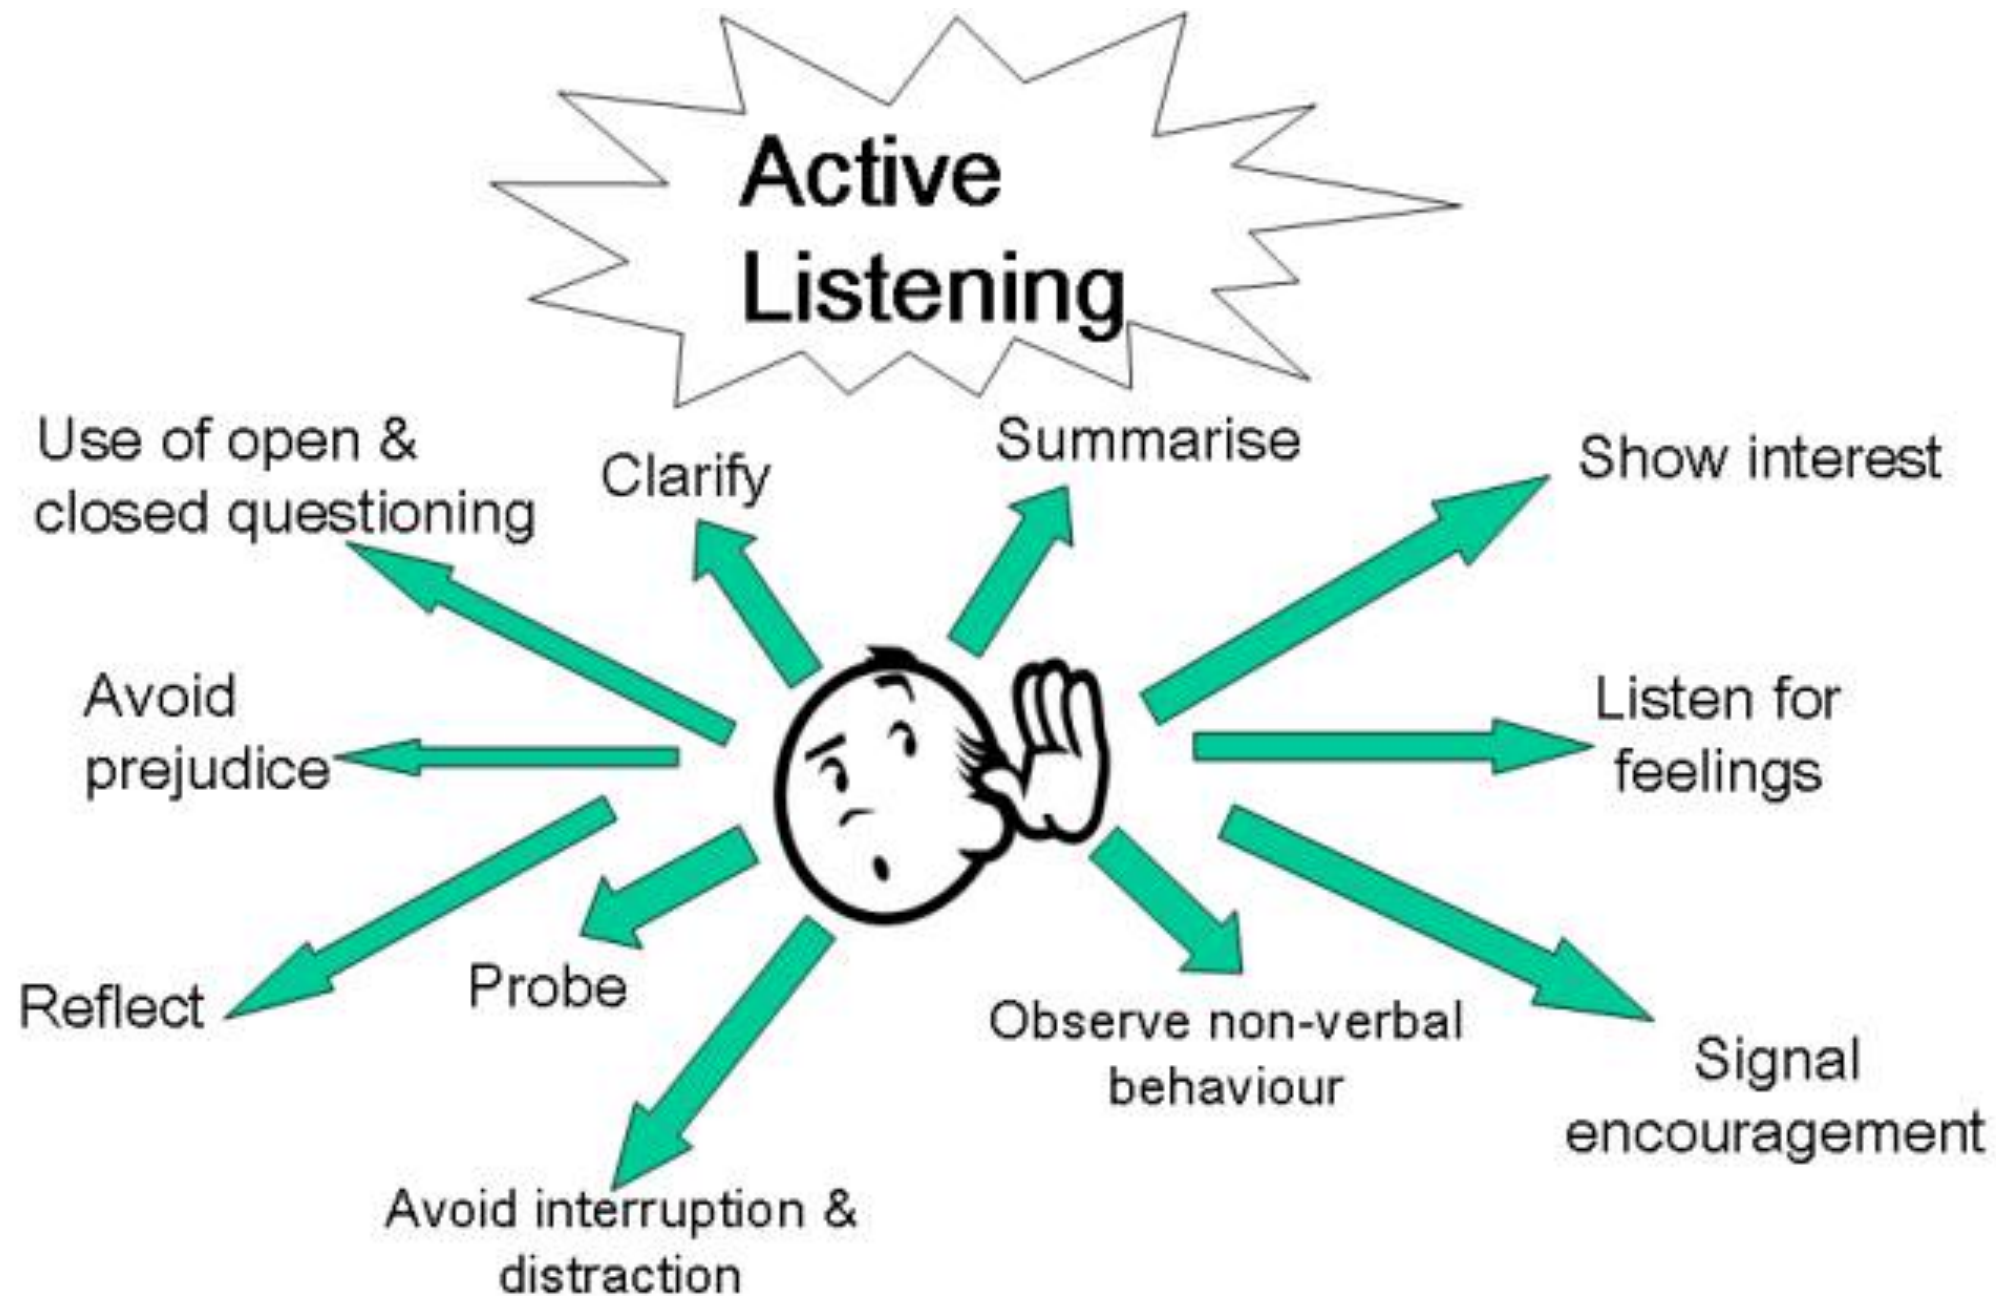 Active
Listening
Use of open &
closed questioning
Clarify
Summarise
Show interest
Avoid
prejudice
Listen for
feelings
Reflect
Probe
Observe non-verbal
behaviour
Signal
encouragement
Avoid interruption &
distraction